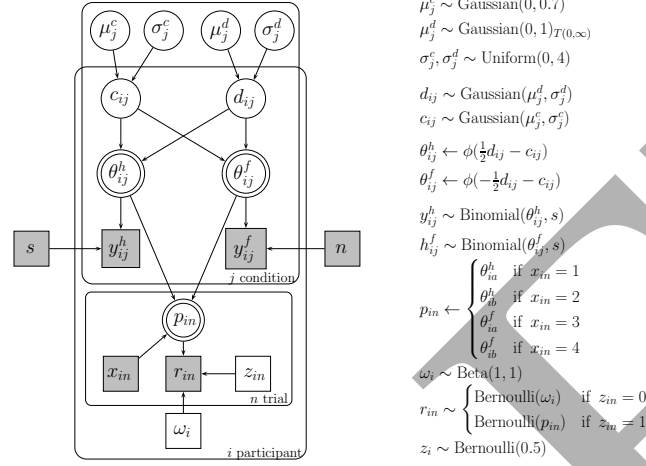 μ_j^c σ_j^c μ_j^d σ_j^d
c_{ij} d_{ij}
θ_{ij}^h θ_{ij}^f
s y_{ij}^h y_{ij}^f n
j condition
p_{in}
x_{in} r_{in} z_{in}
n trial
ω_i
i participant
μ_j^c ∼ Gaussian(0, 0.7)
μ_j^d ∼ Gaussian(0, 1)_{T(0,∞)}
σ_j^c, σ_j^d ∼ Uniform(0, 4)
d_{ij} ∼ Gaussian(μ_j^d, σ_j^d)
c_{ij} ∼ Gaussian(μ_j^c, σ_j^c)
θ_{ij}^h ← ϕ(½d_{ij} − c_{ij})
θ_{ij}^f ← ϕ(−½d_{ij} − c_{ij})
y_{ij}^h ∼ Binomial(θ_{ij}^h, s)
h_{ij}^f ∼ Binomial(θ_{ij}^f, s)
θ_{ia}^h if x_{in} = 1
θ_{ib}^h if x_{in} = 2
p_{in} ← {
θ_{ia}^f if x_{in} = 3
θ_{ib}^f if x_{in} = 4
ω_i ∼ Beta(1, 1)
r_{in} ∼ { Bernoulli(ω_i) if z_{in} = 0
Bernoulli(p_{in}) if z_{in} = 1
z_i ∼ Bernoulli(0.5)